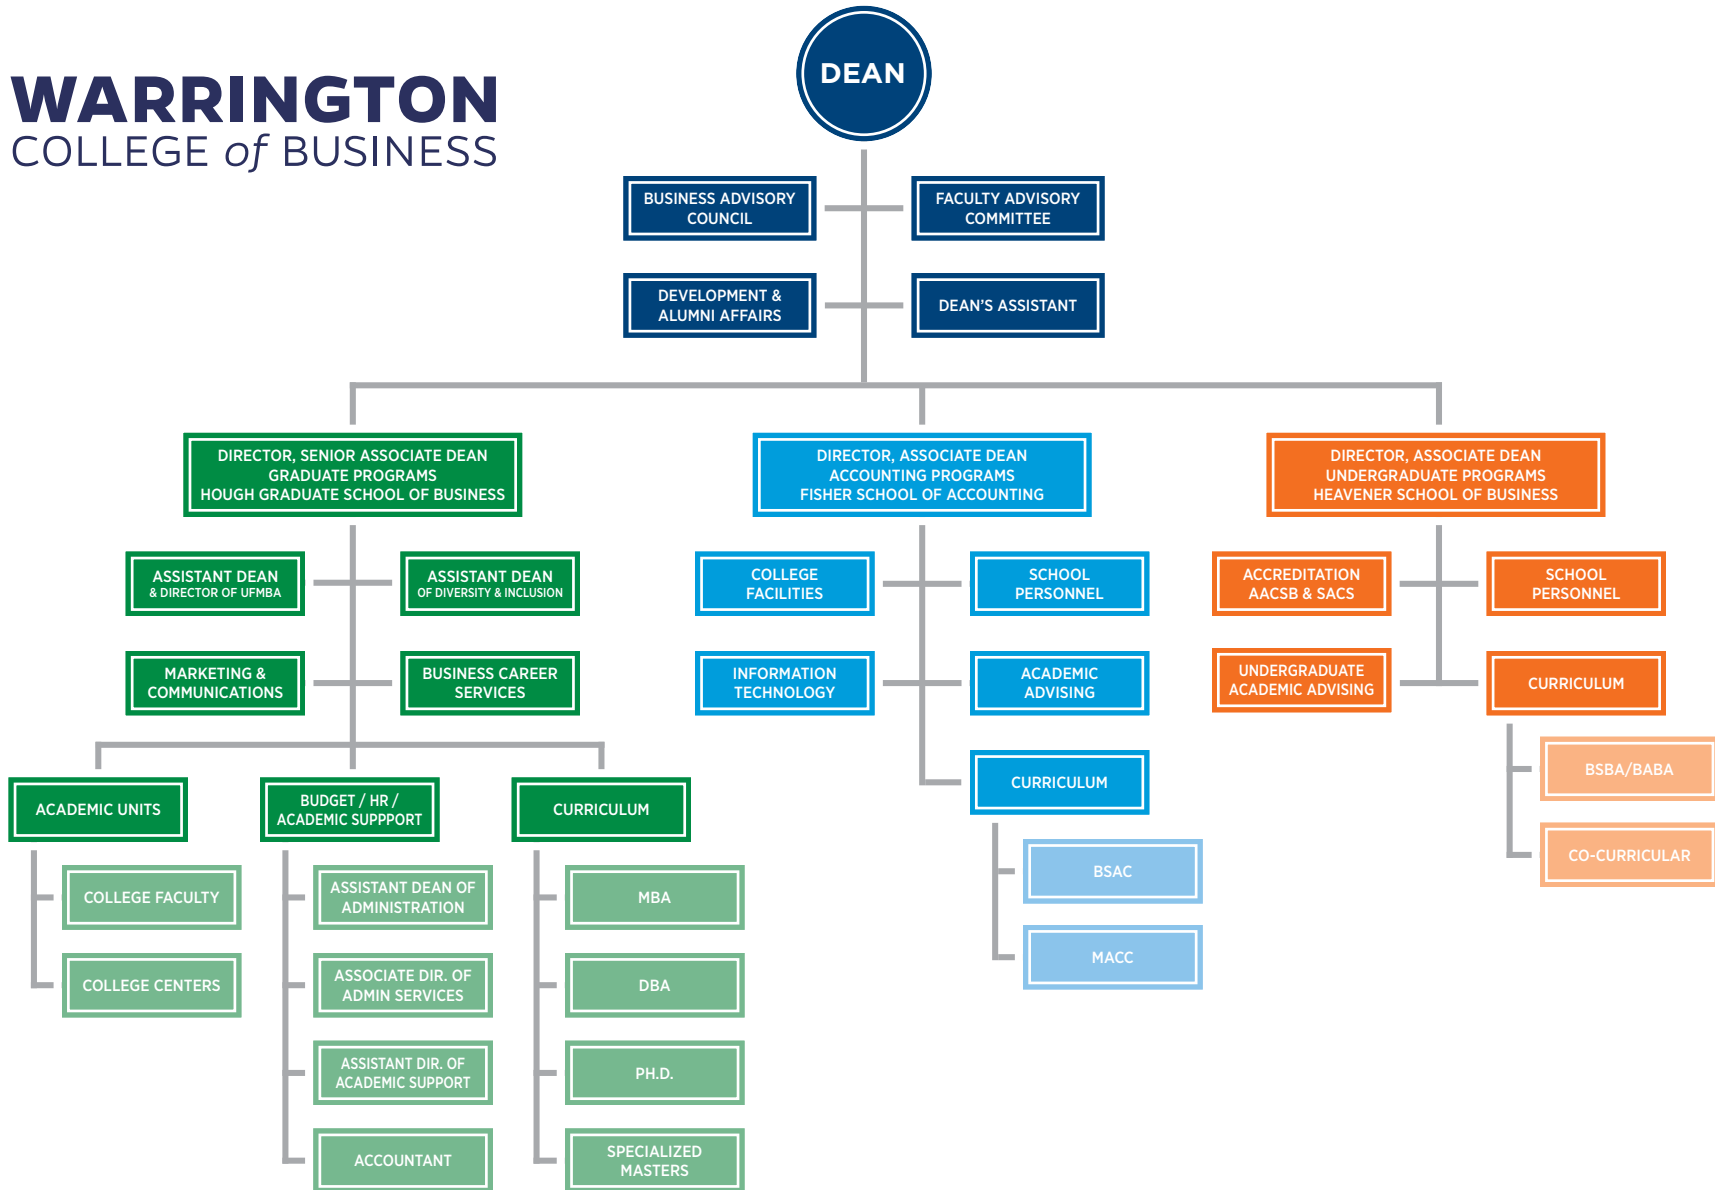 WARRINGTON
COLLEGE of BUSINESS
DEAN
BUSINESS ADVISORY
COUNCIL
FACULTY ADVISORY
COMMITTEE
DEVELOPMENT &
ALUMNI AFFAIRS
DEAN'S ASSISTANT
DIRECTOR, SENIOR ASSOCIATE DEAN
GRADUATE PROGRAMS
HOUGH GRADUATE SCHOOL OF BUSINESS
ASSISTANT DEAN
& DIRECTOR OF UFMBA
ASSISTANT DEAN
OF DIVERSITY & INCLUSION
MARKETING &
COMMUNICATIONS
BUSINESS CAREER
SERVICES
ACADEMIC UNITS
COLLEGE FACULTY
COLLEGE CENTERS
BUDGET / HR /
ACADEMIC SUPPPORT
ASSISTANT DEAN OF
ADMINISTRATION
ASSOCIATE DIR. OF
ADMIN SERVICES
ASSISTANT DIR. OF
ACADEMIC SUPPORT
ACCOUNTANT
CURRICULUM
MBA
DBA
PH.D.
SPECIALIZED
MASTERS
DIRECTOR, ASSOCIATE DEAN
ACCOUNTING PROGRAMS
FISHER SCHOOL OF ACCOUNTING
COLLEGE
FACILITIES
SCHOOL
PERSONNEL
INFORMATION
TECHNOLOGY
ACADEMIC
ADVISING
CURRICULUM
BSAC
MACC
DIRECTOR, ASSOCIATE DEAN
UNDERGRADUATE PROGRAMS
HEAVENER SCHOOL OF BUSINESS
ACCREDITATION
AACSB & SACS
SCHOOL
PERSONNEL
UNDERGRADUATE
ACADEMIC ADVISING
CURRICULUM
BSBA/BABA
CO-CURRICULAR